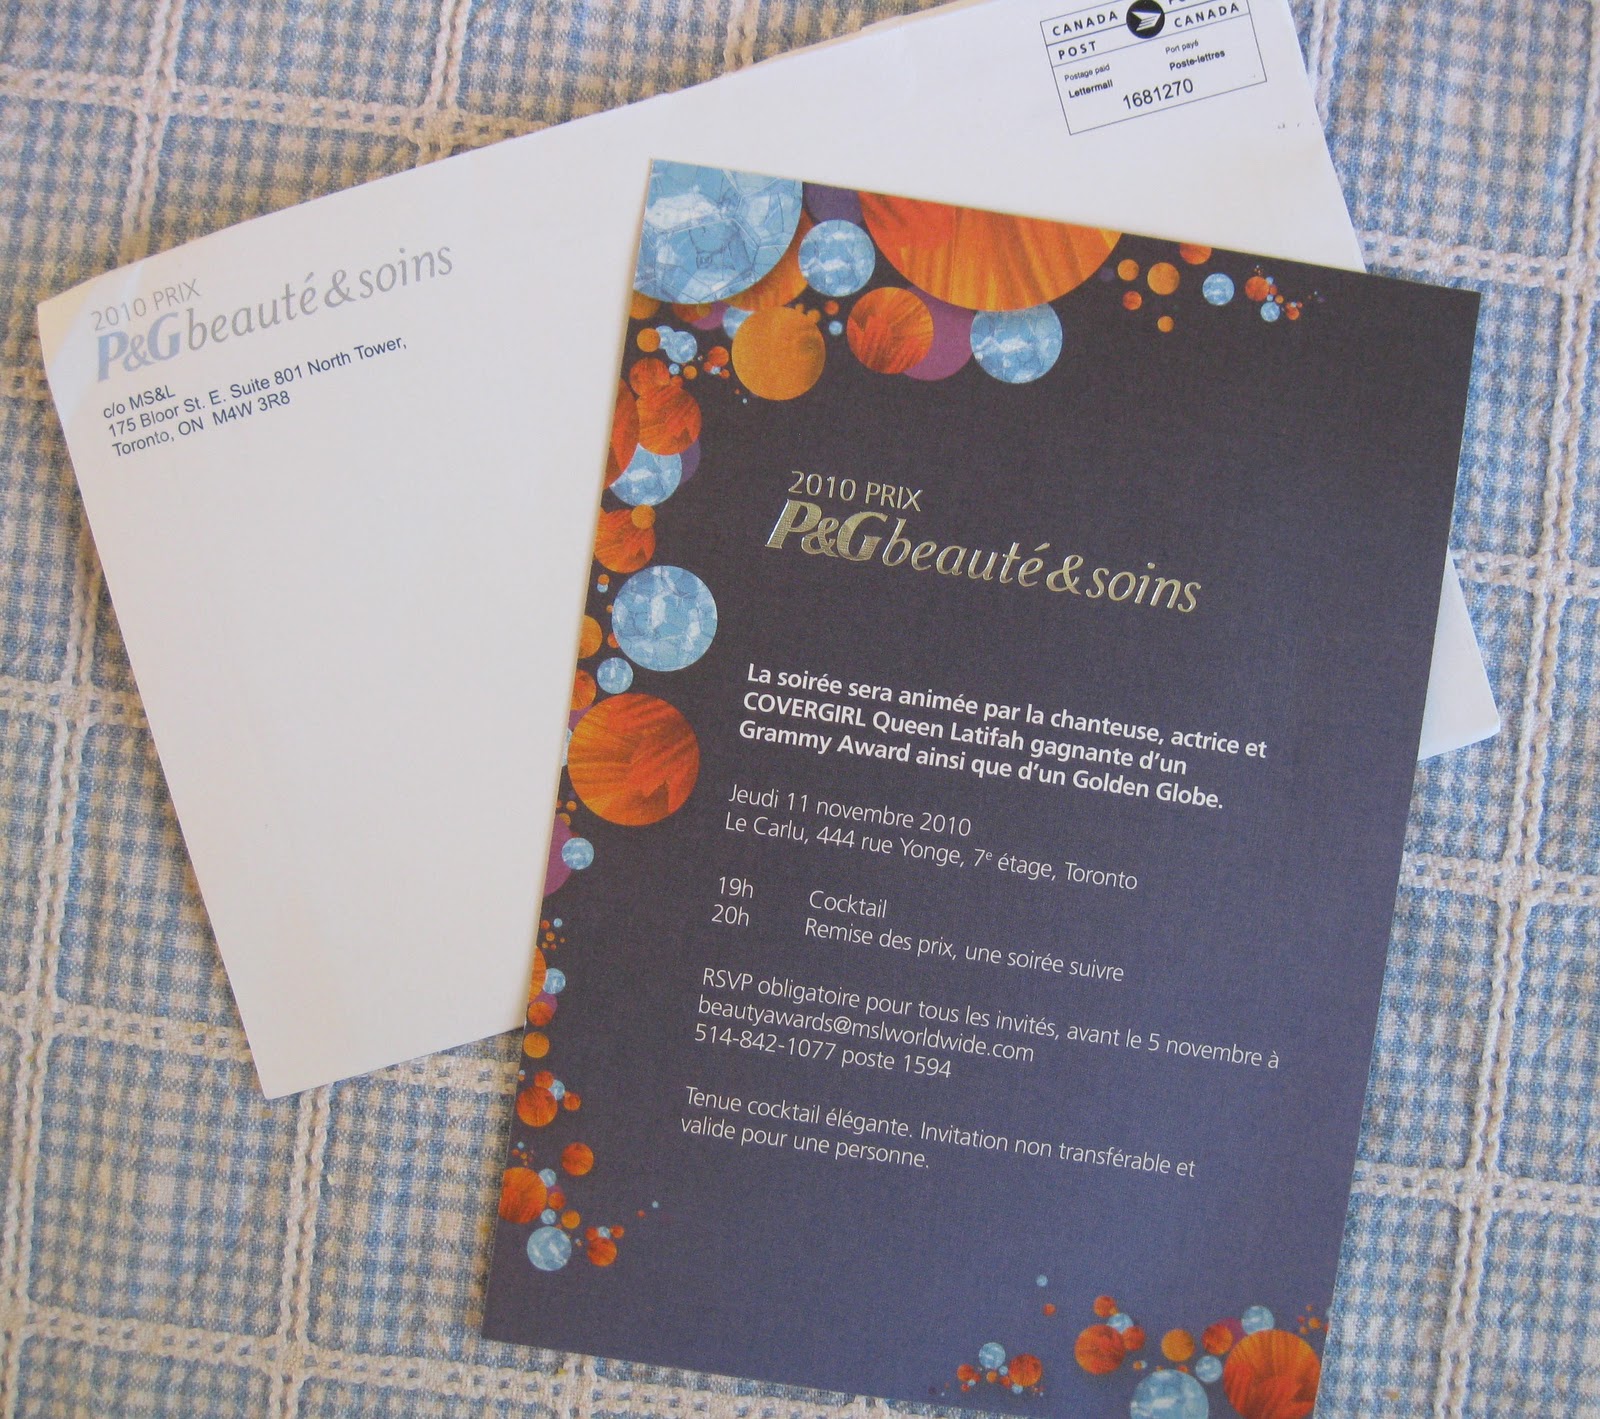 CANADA
POST
CANADA
Postage paid
Port payé
Lettermail
Poste-lettres
1681270
2010 PRIX
P&G beauté & soins
c/o MS&L
175 Bloor St. E. Suite 801 North Tower,
Toronto, ON M4W 3R8
2010 PRIX
P&G beauté & soins
La soirée sera animée par la chanteuse, actrice et
COVERGIRL Queen Latifah gagnante d'un
Grammy Award ainsi que d'un Golden Globe.
Jeudi 11 novembre 2010
Le Carlu, 444 rue Yonge, 7e étage, Toronto
19h Cocktail
20h Remise des prix, une soirée suivre
RSVP obligatoire pour tous les invités, avant le 5 novembre à
beautyawards@mslworldwide.com
514-842-1077 poste 1594
Tenue cocktail élégante. Invitation non transférable et
valide pour une personne.